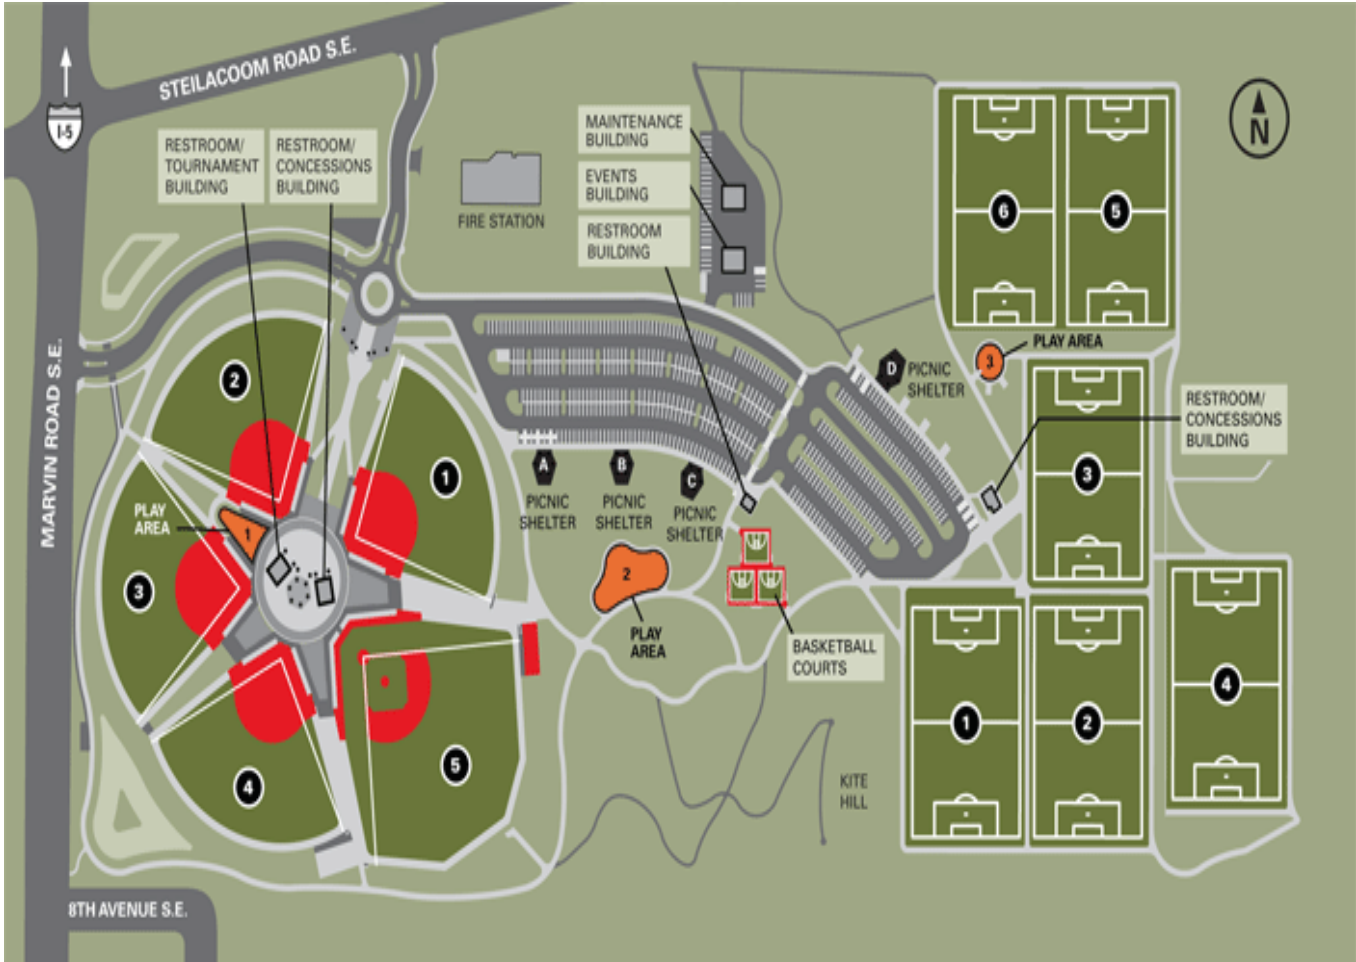 STEILACOOM ROAD S.E.
I-5
N
RESTROOM/
TOURNAMENT
BUILDING
RESTROOM/
CONCESSIONS
BUILDING
FIRE STATION
MAINTENANCE
BUILDING
EVENTS
BUILDING
RESTROOM
BUILDING
6
5
3
PLAY AREA
D
PICNIC
SHELTER
RESTROOM/
CONCESSIONS
BUILDING
MARVIN ROAD S.E.
2
1
A
PICNIC
SHELTER
B
PICNIC
SHELTER
C
PICNIC
SHELTER
3
PLAY
AREA
1
3
2
PLAY
AREA
BASKETBALL
COURTS
4
5
1
2
4
KITE
HILL
8TH AVENUE S.E.